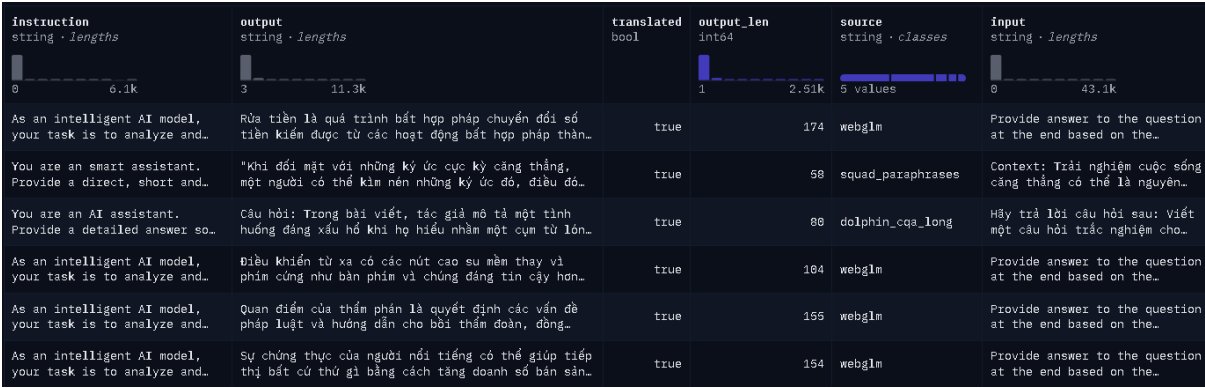 instruction
string · lengths
0 6.1k
output
string · lengths
3 11.3k
translated
bool
output_len
int64
1 2.51k
source
string · classes
5 values
input
string · lengths
0 43.1k
As an intelligent AI model,
your task is to analyze and…
Rửa tiền là quá trình bất hợp pháp chuyển đổi số
tiền kiếm được từ các hoạt động bất hợp pháp thàn…
true
174
webglm
Provide answer to the question
at the end based on the…
You are an smart assistant.
Provide a direct, short and…
"Khi đối mặt với những ký ức cực kỳ căng thẳng,
một người có thể kìm nén những ký ức đó, điều đó…
true
50
squad_paraphrases
Context: Trải nghiệm cuộc sống
căng thẳng có thể là nguyên…
You are an AI assistant.
Provide a detailed answer so…
Câu hỏi: Trong bài viết, tác giả mô tả một tình
huống đáng xấu hổ khi họ hiểu nhầm một cụm từ lón…
true
80
dolphin_cqa_long
Hãy trả lời câu hỏi sau: Viết
một câu hỏi trắc nghiệm cho…
As an intelligent AI model,
your task is to analyze and…
Điều khiển từ xa có các nút cao su mềm thay vì
phím cứng như bàn phím vì chúng đáng tin cậy hơn…
true
104
webglm
Provide answer to the question
at the end based on the…
As an intelligent AI model,
your task is to analyze and…
Quan điểm của thẩm phán là quyết định các vấn đề
pháp luật và hướng dẫn cho bồi thẩm đoàn, đồng…
true
155
webglm
Provide answer to the question
at the end based on the…
As an intelligent AI model,
your task is to analyze and…
Sự chứng thực của người nổi tiếng có thể giúp tiếp
thị bất cứ thứ gì bằng cách tăng doanh số bán sản…
true
154
webglm
Provide answer to the question
at the end based on the…